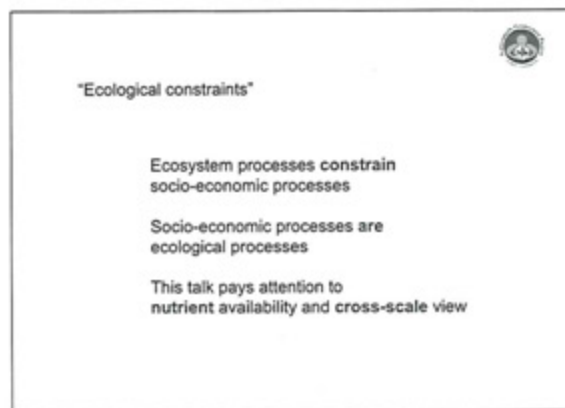 "Ecological constraints"
Ecosystem processes constrain
socio-economic processes
Socio-economic processes are
ecological processes
This talk pays attention to
nutrient availability and cross-scale view